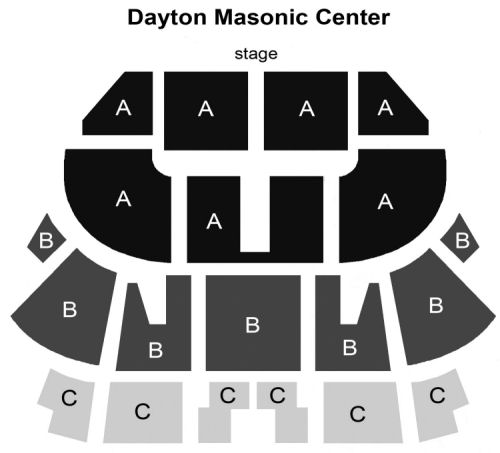 Dayton Masonic Center
stage
A A A A
A A A
B B
B B B B B
C C C C C C